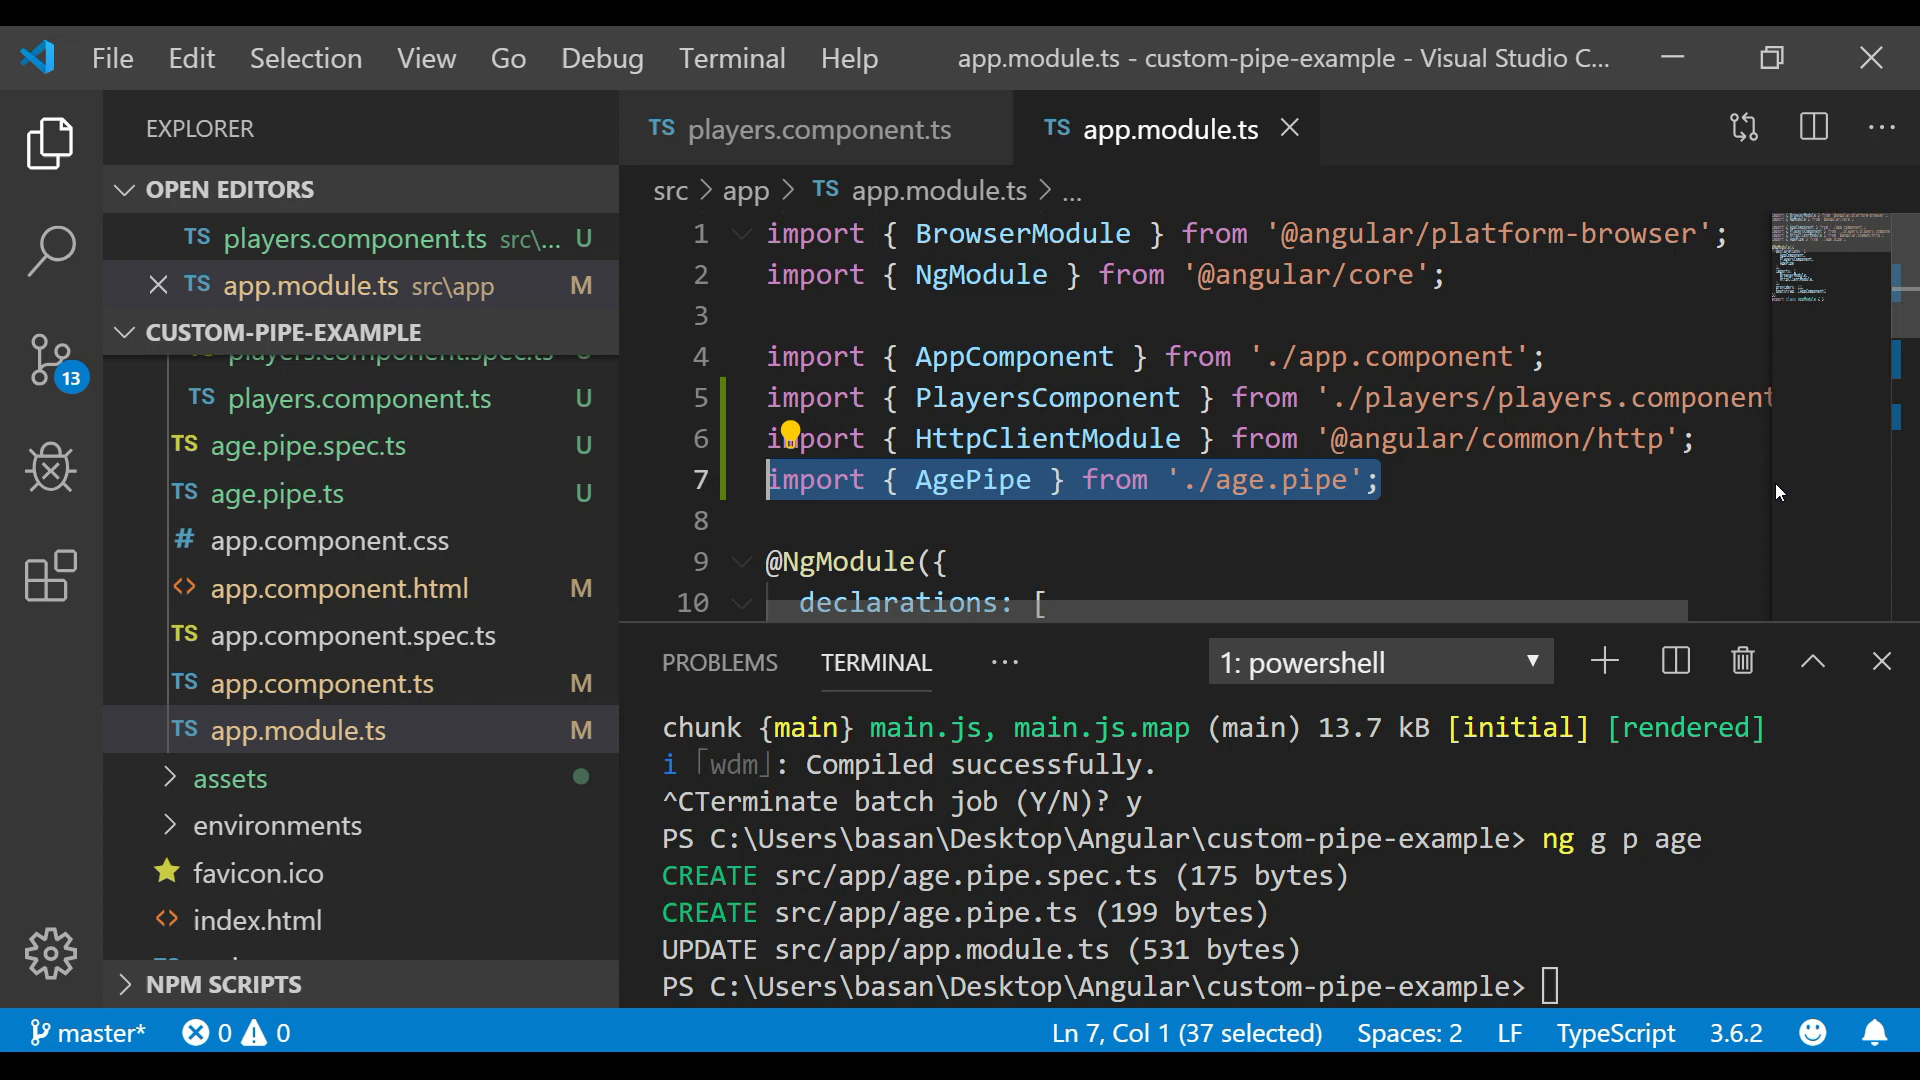 File Edit Selection View Go Debug Terminal Help app.module.ts - custom-pipe-example - Visual Studio C...
EXPLORER
OPEN EDITORS
TS players.component.ts src\... U
TS app.module.ts src\app M
CUSTOM-PIPE-EXAMPLE
players.component.spec.ts
TS players.component.ts U
TS age.pipe.spec.ts U
TS age.pipe.ts U
# app.component.css
<> app.component.html M
TS app.component.spec.ts
TS app.component.ts M
TS app.module.ts M
> assets
> environments
favicon.ico
<> index.html
> NPM SCRIPTS
13
TS players.component.ts TS app.module.ts
src > app > TS app.module.ts > ...
1 import { BrowserModule } from '@angular/platform-browser';
2 import { NgModule } from '@angular/core';
3
4 import { AppComponent } from './app.component';
5 import { PlayersComponent } from './players/players.component
6 import { HttpClientModule } from '@angular/common/http';
7 import { AgePipe } from './age.pipe';
8
9 @NgModule({
10 declarations: [
PROBLEMS TERMINAL ... 1: powershell
chunk {main} main.js, main.js.map (main) 13.7 kB [initial] [rendered]
i 「wdm」: Compiled successfully.
^CTerminate batch job (Y/N)? y
PS C:\Users\basan\Desktop\Angular\custom-pipe-example> ng g p age
CREATE src/app/age.pipe.spec.ts (175 bytes)
CREATE src/app/age.pipe.ts (199 bytes)
UPDATE src/app/app.module.ts (531 bytes)
PS C:\Users\basan\Desktop\Angular\custom-pipe-example>
master* 0 0 Ln 7, Col 1 (37 selected) Spaces: 2 LF TypeScript 3.6.2